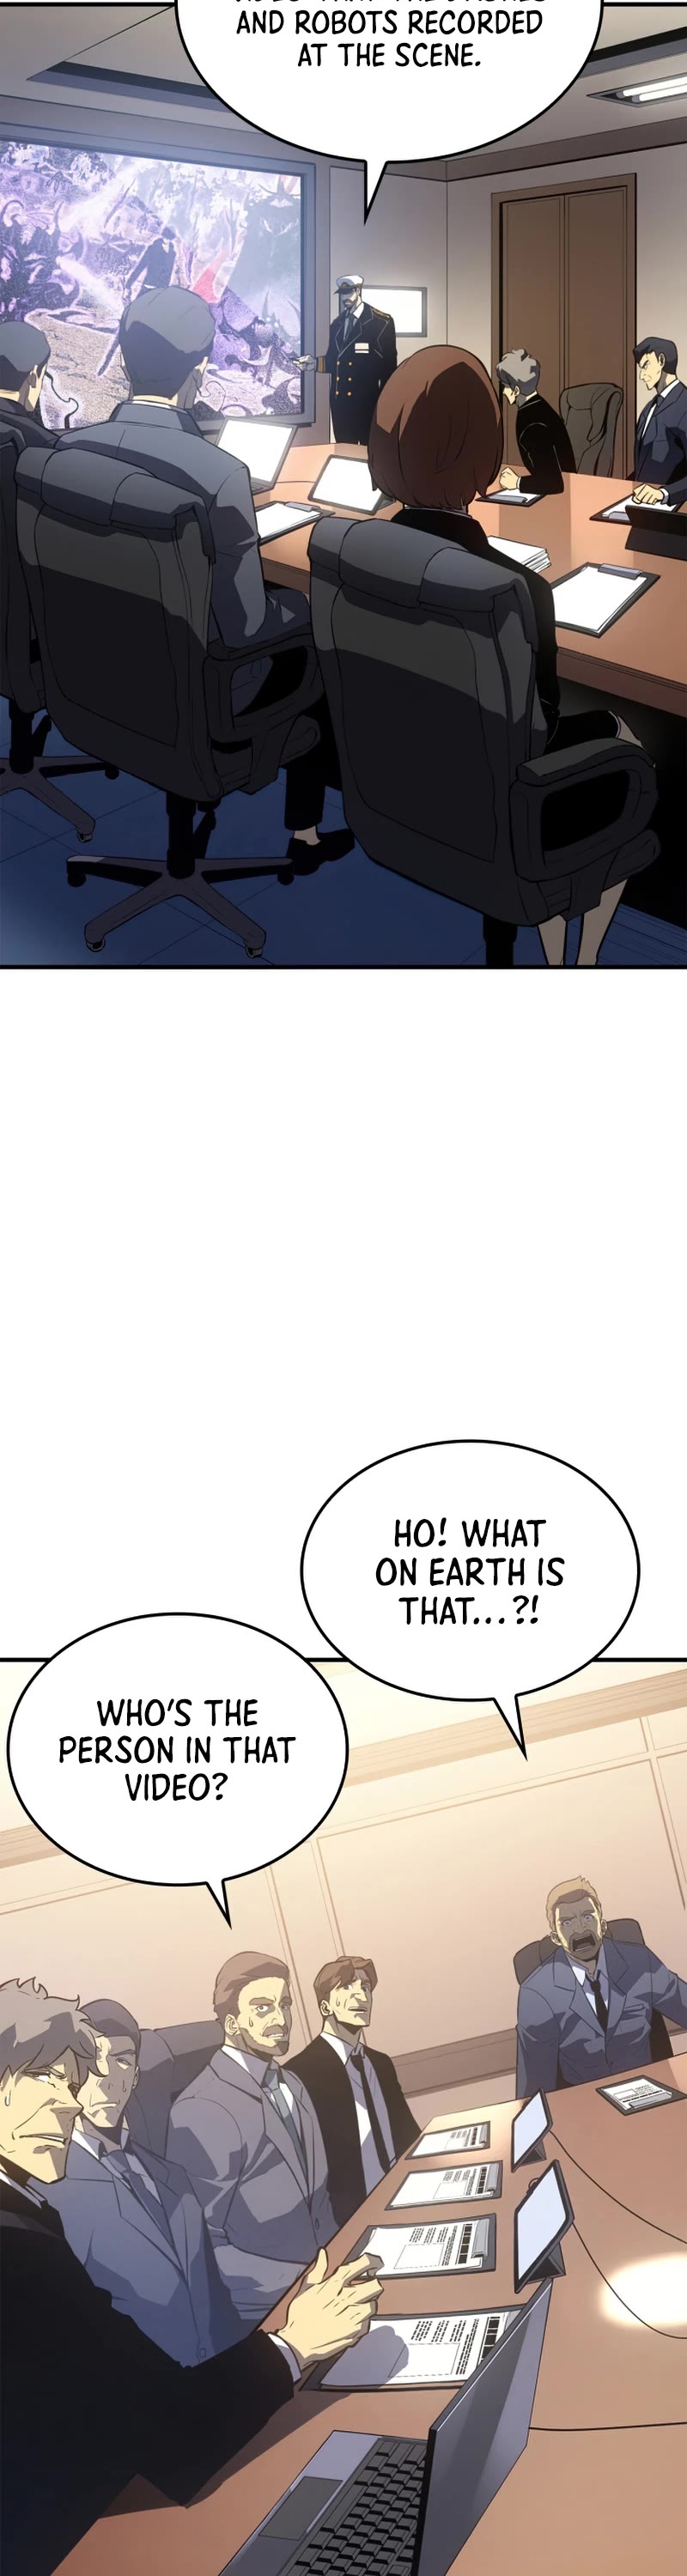 AND ROBOTS RECORDED
AT THE SCENE.
HO! WHAT
ON EARTH IS
THAT...?!
WHO'S THE
PERSON IN THAT
VIDEO?